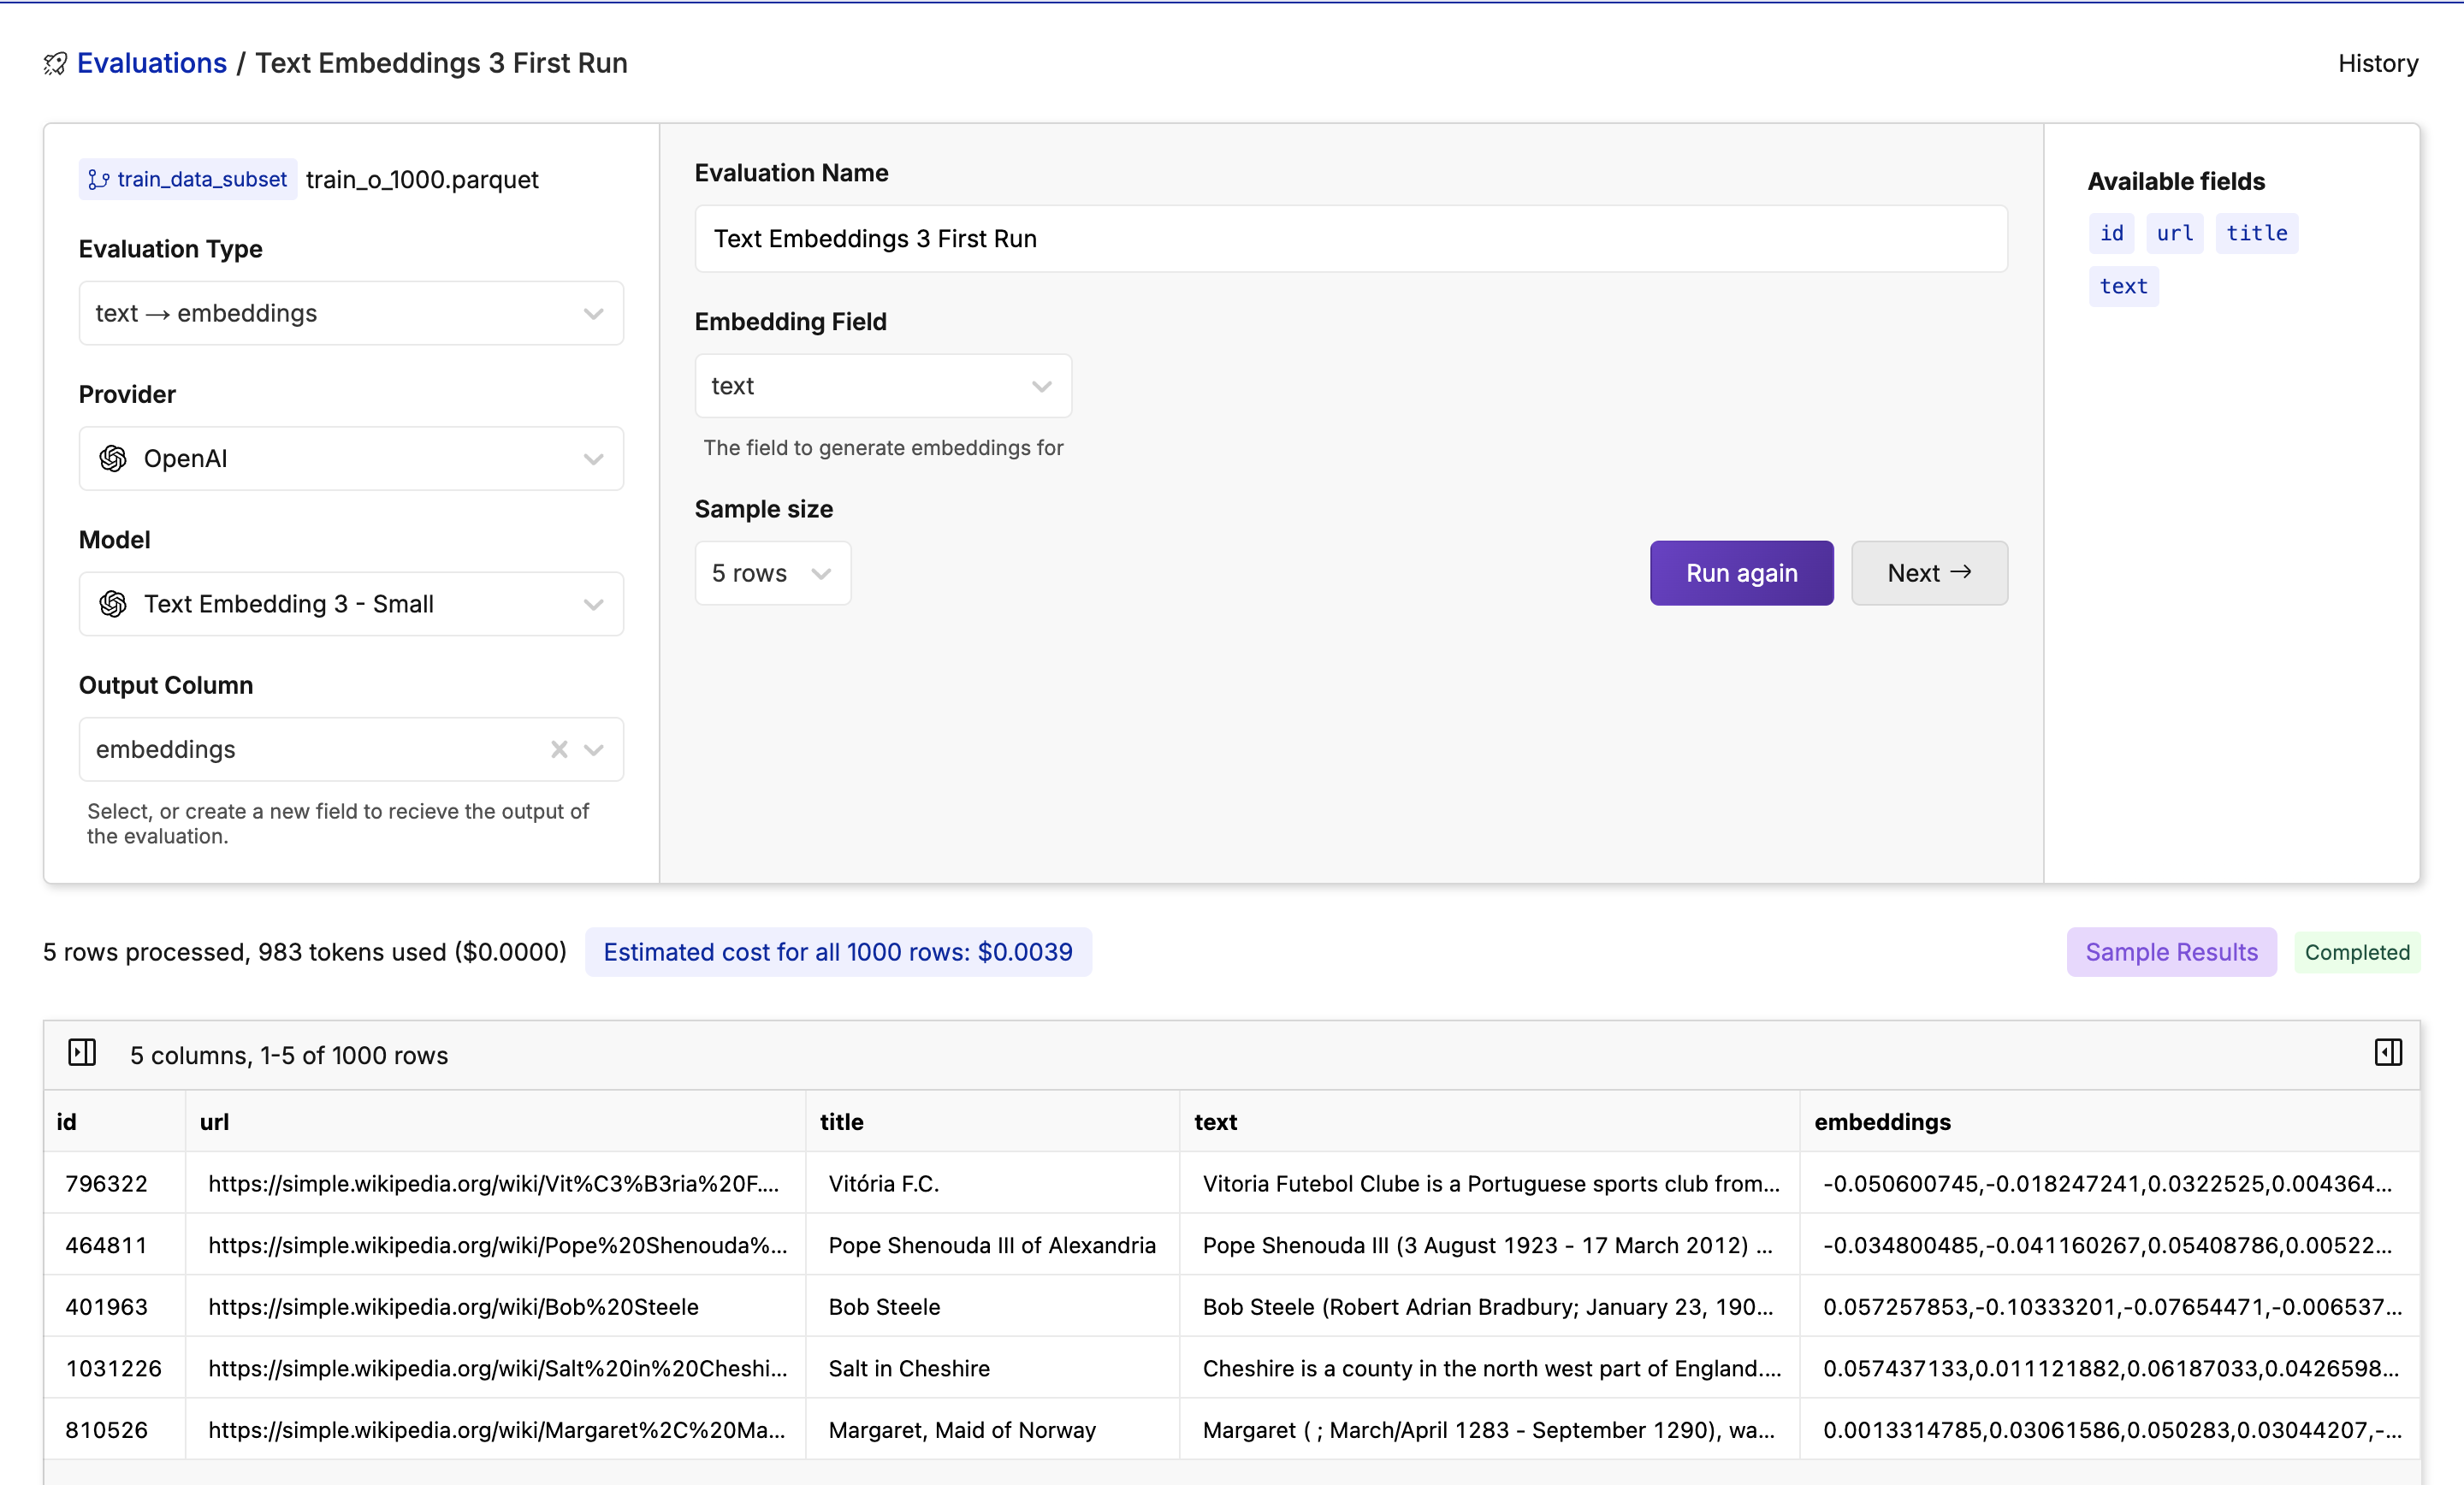 Evaluations / Text Embeddings 3 First Run
History
train_data_subset train_o_1000.parquet
Evaluation Type
text → embeddings
Provider
OpenAI
Model
Text Embedding 3 - Small
Output Column
embeddings
Select, or create a new field to recieve the output of
the evaluation.
Evaluation Name
Text Embeddings 3 First Run
Embedding Field
text
The field to generate embeddings for
Sample size
5 rows
Run again
Next →
Available fields
id url title
text
5 rows processed, 983 tokens used ($0.0000) Estimated cost for all 1000 rows: $0.0039
Sample Results Completed
5 columns, 1-5 of 1000 rows
id url title text embeddings
796322 https://simple.wikipedia.org/wiki/Vit%C3%B3ria%20F.... Vitória F.C. Vitoria Futebol Clube is a Portuguese sports club from... -0.050600745,-0.018247241,0.0322525,0.004364...
464811 https://simple.wikipedia.org/wiki/Pope%20Shenouda%... Pope Shenouda III of Alexandria Pope Shenouda III (3 August 1923 - 17 March 2012) ... -0.034800485,-0.041160267,0.05408786,0.00522...
401963 https://simple.wikipedia.org/wiki/Bob%20Steele Bob Steele Bob Steele (Robert Adrian Bradbury; January 23, 190... 0.057257853,-0.10333201,-0.07654471,-0.006537...
1031226 https://simple.wikipedia.org/wiki/Salt%20in%20Cheshi... Salt in Cheshire Cheshire is a county in the north west part of England.... 0.057437133,0.011121882,0.06187033,0.0426598...
810526 https://simple.wikipedia.org/wiki/Margaret%2C%20Ma... Margaret, Maid of Norway Margaret ( ; March/April 1283 - September 1290), wa... 0.0013314785,0.03061586,0.050283,0.03044207,-...